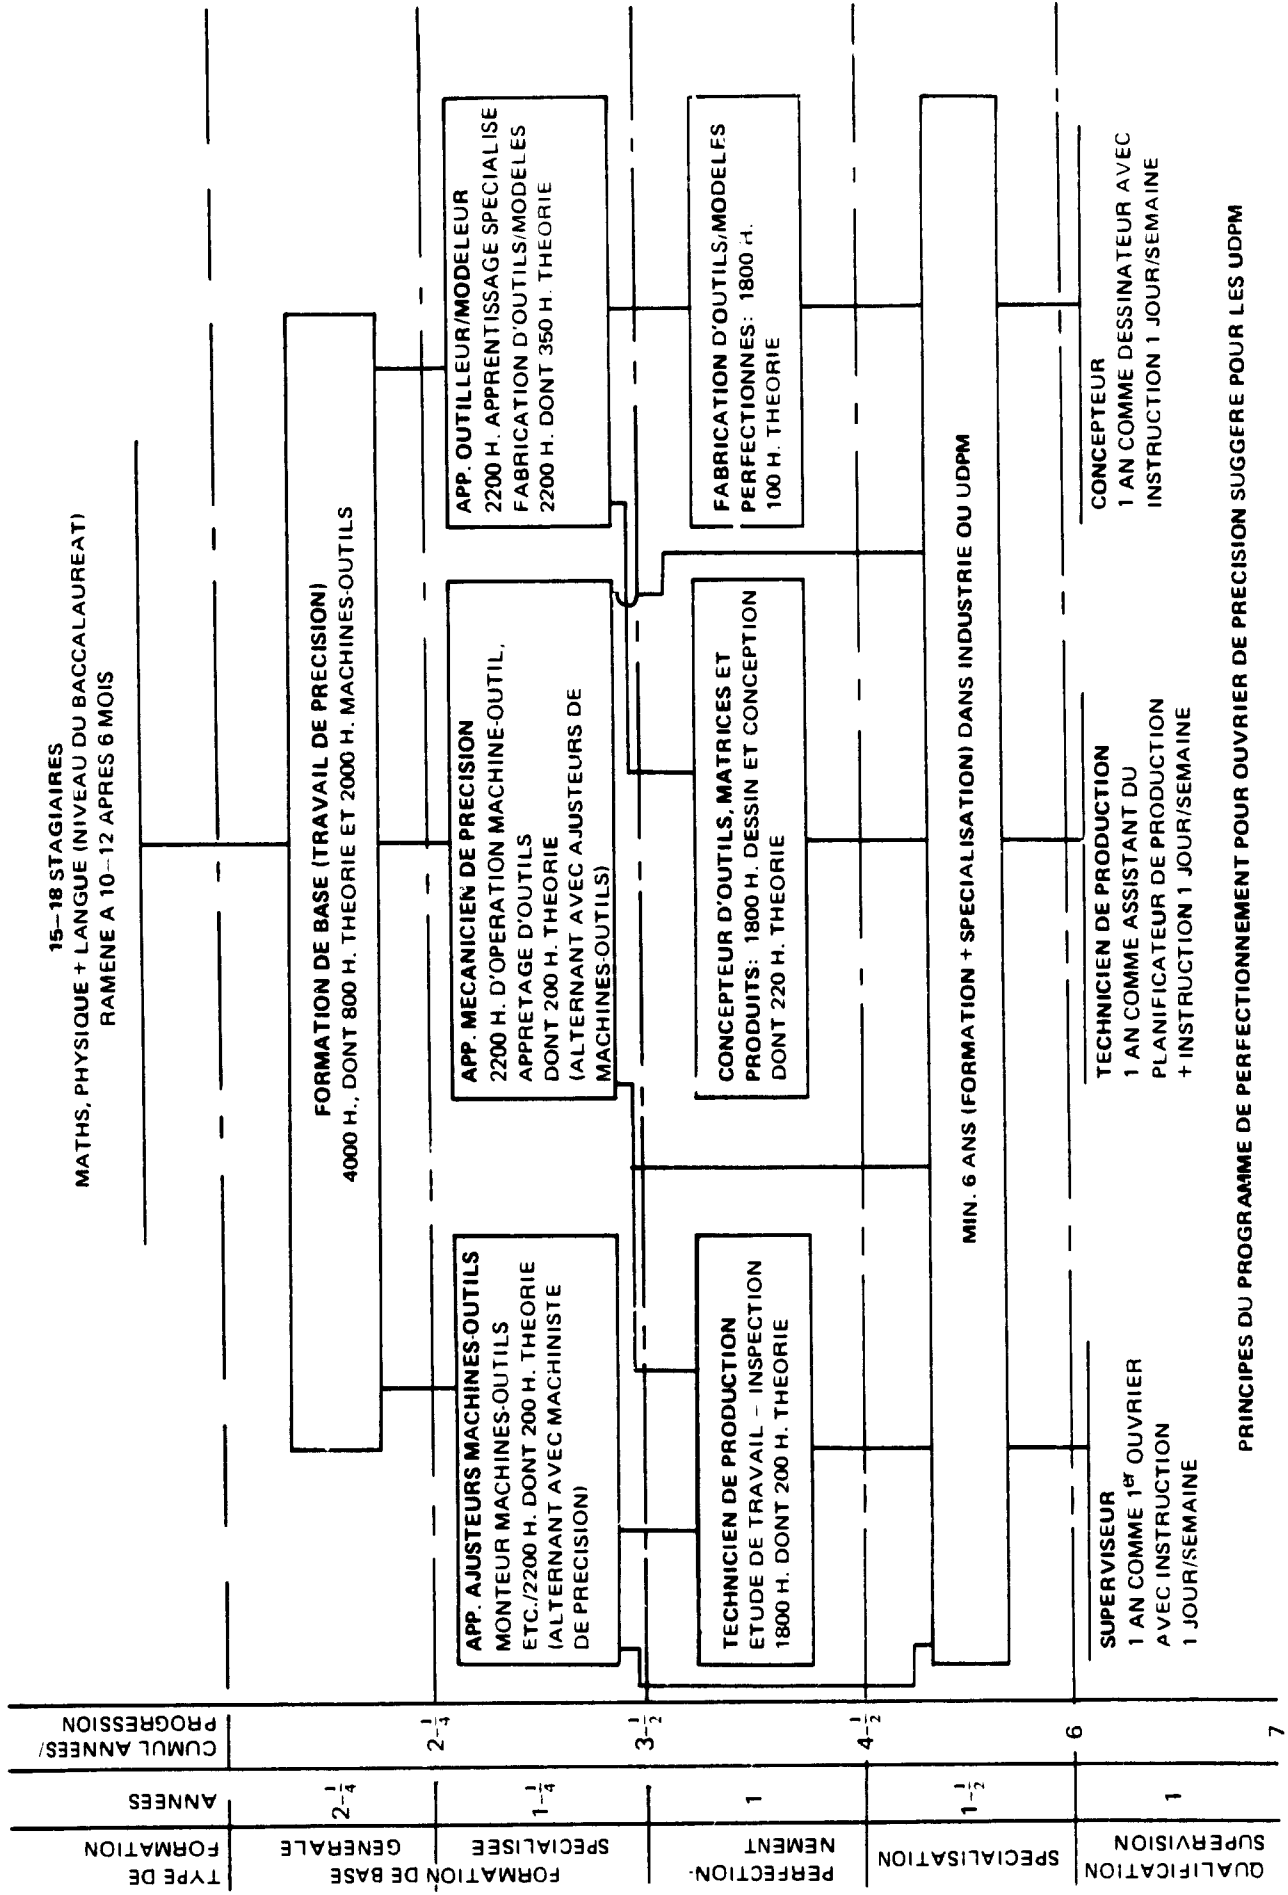 15–18 STAGIAIRES
MATHS, PHYSIQUE + LANGUE (NIVEAU DU BACCALAUREAT)
RAMENE A 10–12 APRES 6 MOIS
FORMATION DE BASE (TRAVAIL DE PRECISION)
4000 H., DONT 800 H. THEORIE ET 2000 H. MACHINES-OUTILS
APP. AJUSTEURS MACHINES-OUTILS
MONTEUR MACHINES-OUTILS
ETC./2200 H. DONT 200 H. THEORIE
(ALTERNANT AVEC MACHINISTE
DE PRECISION)
APP. MECANICIEN DE PRECISION
2200 H. D'OPERATION MACHINE-OUTIL,
APPRETAGE D'OUTILS
DONT 200 H. THEORIE
(ALTERNANT AVEC AJUSTEURS DE
MACHINES-OUTILS)
APP. OUTILLEUR/MODELEUR
2200 H. APPRENTISSAGE SPECIALISE
FABRICATION D'OUTILS/MODELES
2200 H. DONT 350 H. THEORIE
TECHNICIEN DE PRODUCTION
ETUDE DE TRAVAIL – INSPECTION
1800 H. DONT 200 H. THEORIE
CONCEPTEUR D'OUTILS, MATRICES ET
PRODUITS: 1800 H. DESSIN ET CONCEPTION
DONT 220 H. THEORIE
FABRICATION D'OUTILS/MODELES
PERFECTIONNES: 1800 H.
100 H. THEORIE
MIN. 6 ANS (FORMATION + SPECIALISATION) DANS INDUSTRIE OU UDPM
SUPERVISEUR
1 AN COMME 1er OUVRIER
AVEC INSTRUCTION
1 JOUR/SEMAINE
TECHNICIEN DE PRODUCTION
1 AN COMME ASSISTANT DU
PLANIFICATEUR DE PRODUCTION
+ INSTRUCTION 1 JOUR/SEMAINE
CONCEPTEUR
1 AN COMME DESSINATEUR AVEC
INSTRUCTION 1 JOUR/SEMAINE
PRINCIPES DU PROGRAMME DE PERFECTIONNEMENT POUR OUVRIER DE PRECISION SUGGERE POUR LES UDPM
TYPE DE
FORMATION
ANNEES
CUMUL ANNEES/
PROGRESSION
FORMATION DE BASE
GENERALE
2-1/4
2-1/4
SPECIALISEE
1-1/4
3-1/2
PERFECTION-
NEMENT
1
4-1/2
SPECIALISATION
1-1/2
6
QUALIFICATION
SUPERVISION
1
7